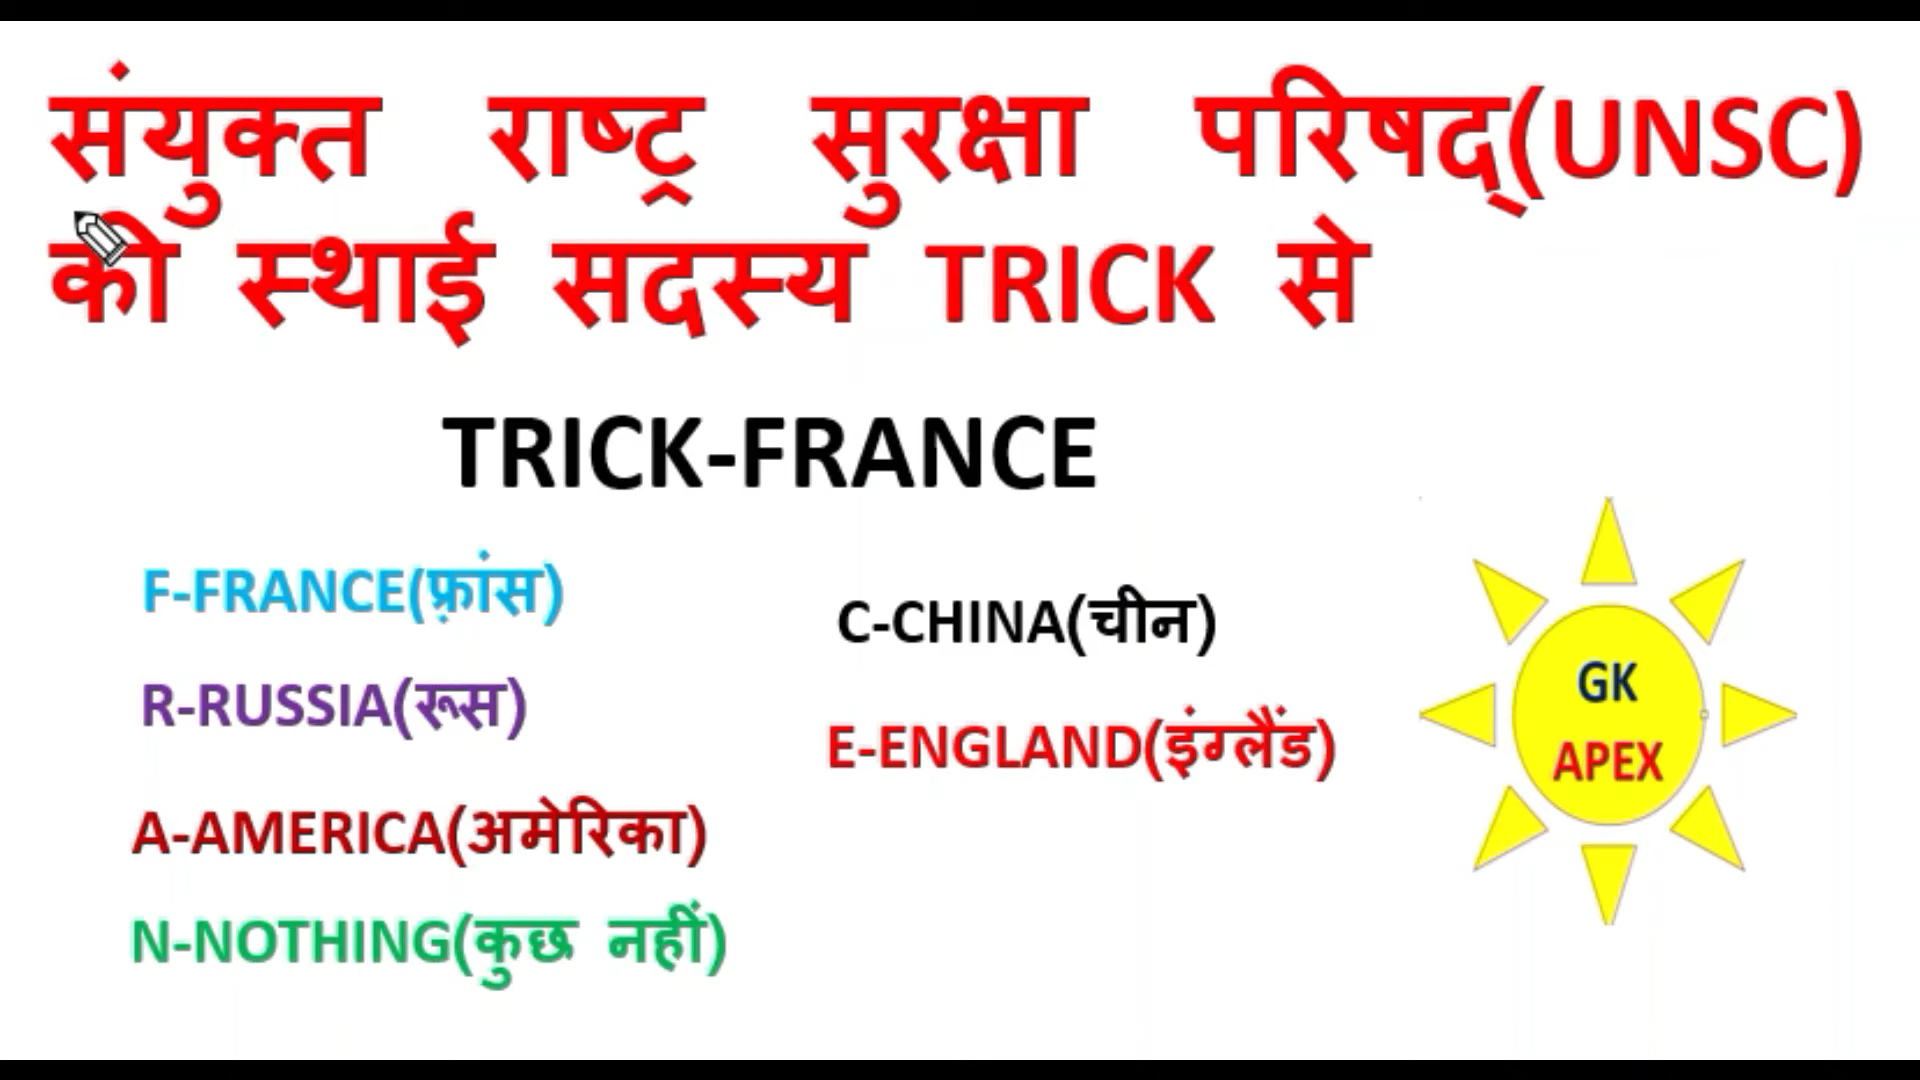 संयुक्त राष्ट्र सुरक्षा परिषद्(UNSC)
की स्थाई सदस्य TRICK से
TRICK-FRANCE
F-FRANCE(फ़्रांस)
R-RUSSIA(रूस)
A-AMERICA(अमेरिका)
N-NOTHING(कुछ नहीं)
C-CHINA(चीन)
E-ENGLAND(इंग्लैंड)
GK
APEX